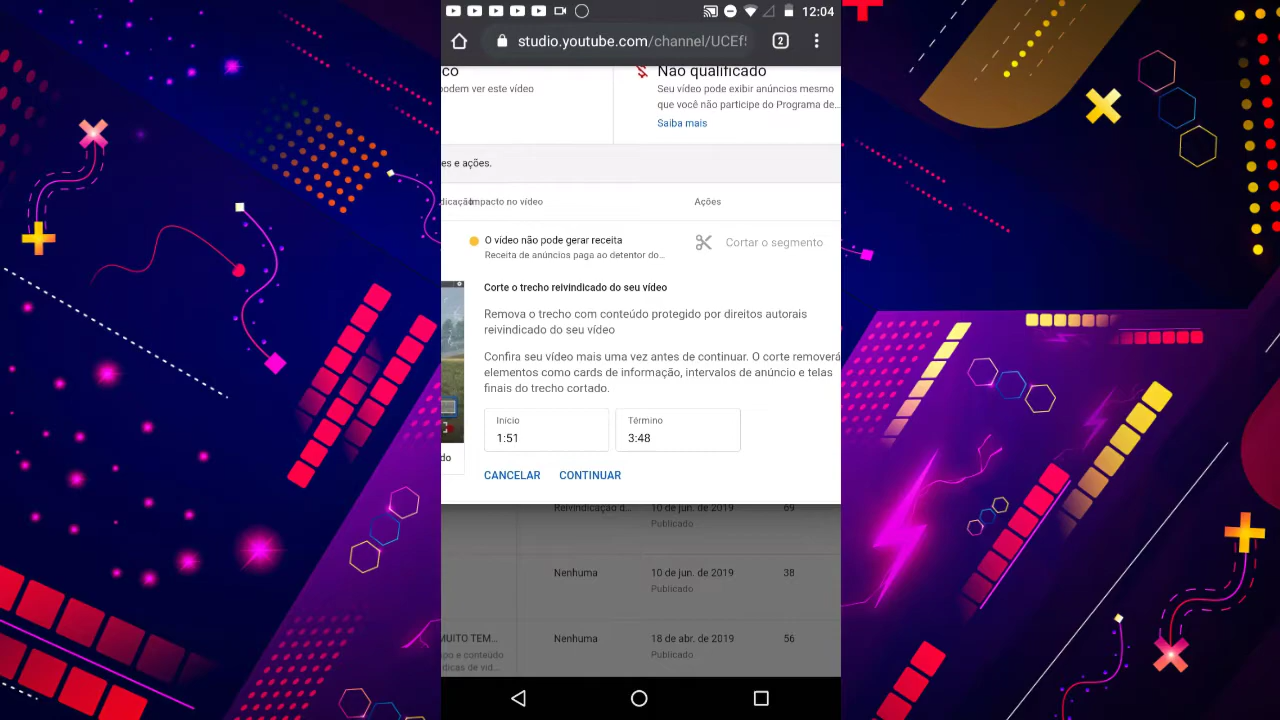 12:04
studio.youtube.com/channel/UCEf
2
co
Não qualificado
odem ver este vídeo
Seu vídeo pode exibir anúncios mesmo
que você não participe do Programa de...
Saiba mais
es e ações.
dicação
Impacto no vídeo
Ações
O vídeo não pode gerar receita
Cortar o segmento
Receita de anúncios paga ao detentor do...
Corte o trecho reivindicado do seu vídeo
Remova o trecho com conteúdo protegido por direitos autorais
reivindicado do seu vídeo
Confira seu vídeo mais uma vez antes de continuar. O corte removerá
elementos como cards de informação, intervalos de anúncio e telas
finais do trecho cortado.
Início
Término
1:51
3:48
do
CANCELAR
CONTINUAR
Reivindicação d...
10 de jun. de 2019
69
Publicado
Nenhuma
10 de jun. de 2019
38
Publicado
MUITO TEM...
Nenhuma
18 de abr. de 2019
56
po e conteúdo
Publicado
dicas de vid...